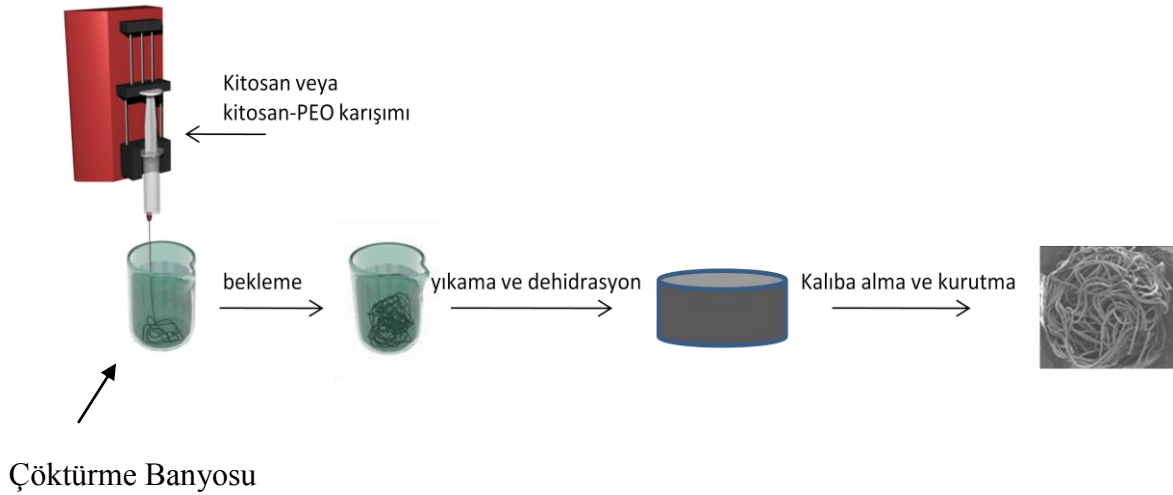 Kitosan veya
kitosan-PEO karışımı
bekleme
yıkama ve dehidrasyon
Kalıba alma ve kurutma
Çöktürme Banyosu